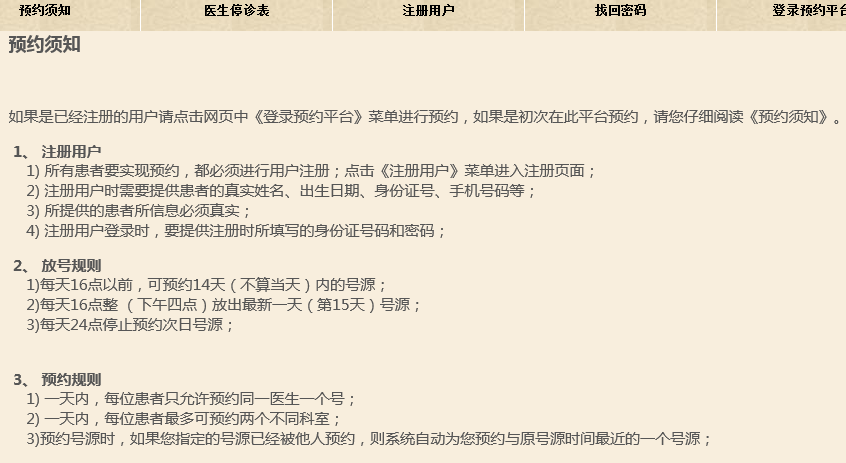 预约须知 医生停诊表 注册用户 找回密码 登录预约平台
预约须知
如果是已经注册的用户请点击网页中《登录预约平台》菜单进行预约，如果是初次在此平台预约，请您仔细阅读《预约须知》。
1、 注册用户
1) 所有患者要实现预约，都必须进行用户注册；点击《注册用户》菜单进入注册页面；
2) 注册用户时需要提供患者的真实姓名、出生日期、身份证号、手机号码等；
3) 所提供的患者所信息必须真实；
4) 注册用户登录时，要提供注册时所填写的身份证号码和密码；
2、 放号规则
1)每天16点以前，可预约14天（不算当天）内的号源；
2)每天16点整 （下午四点）放出最新一天（第15天）号源；
3)每天24点停止预约次日号源；
3、 预约规则
1) 一天内，每位患者只允许预约同一医生一个号；
2) 一天内，每位患者最多可预约两个不同科室；
3)预约号源时，如果您指定的号源已经被他人预约，则系统自动为您预约与原号源时间最近的一个号源；